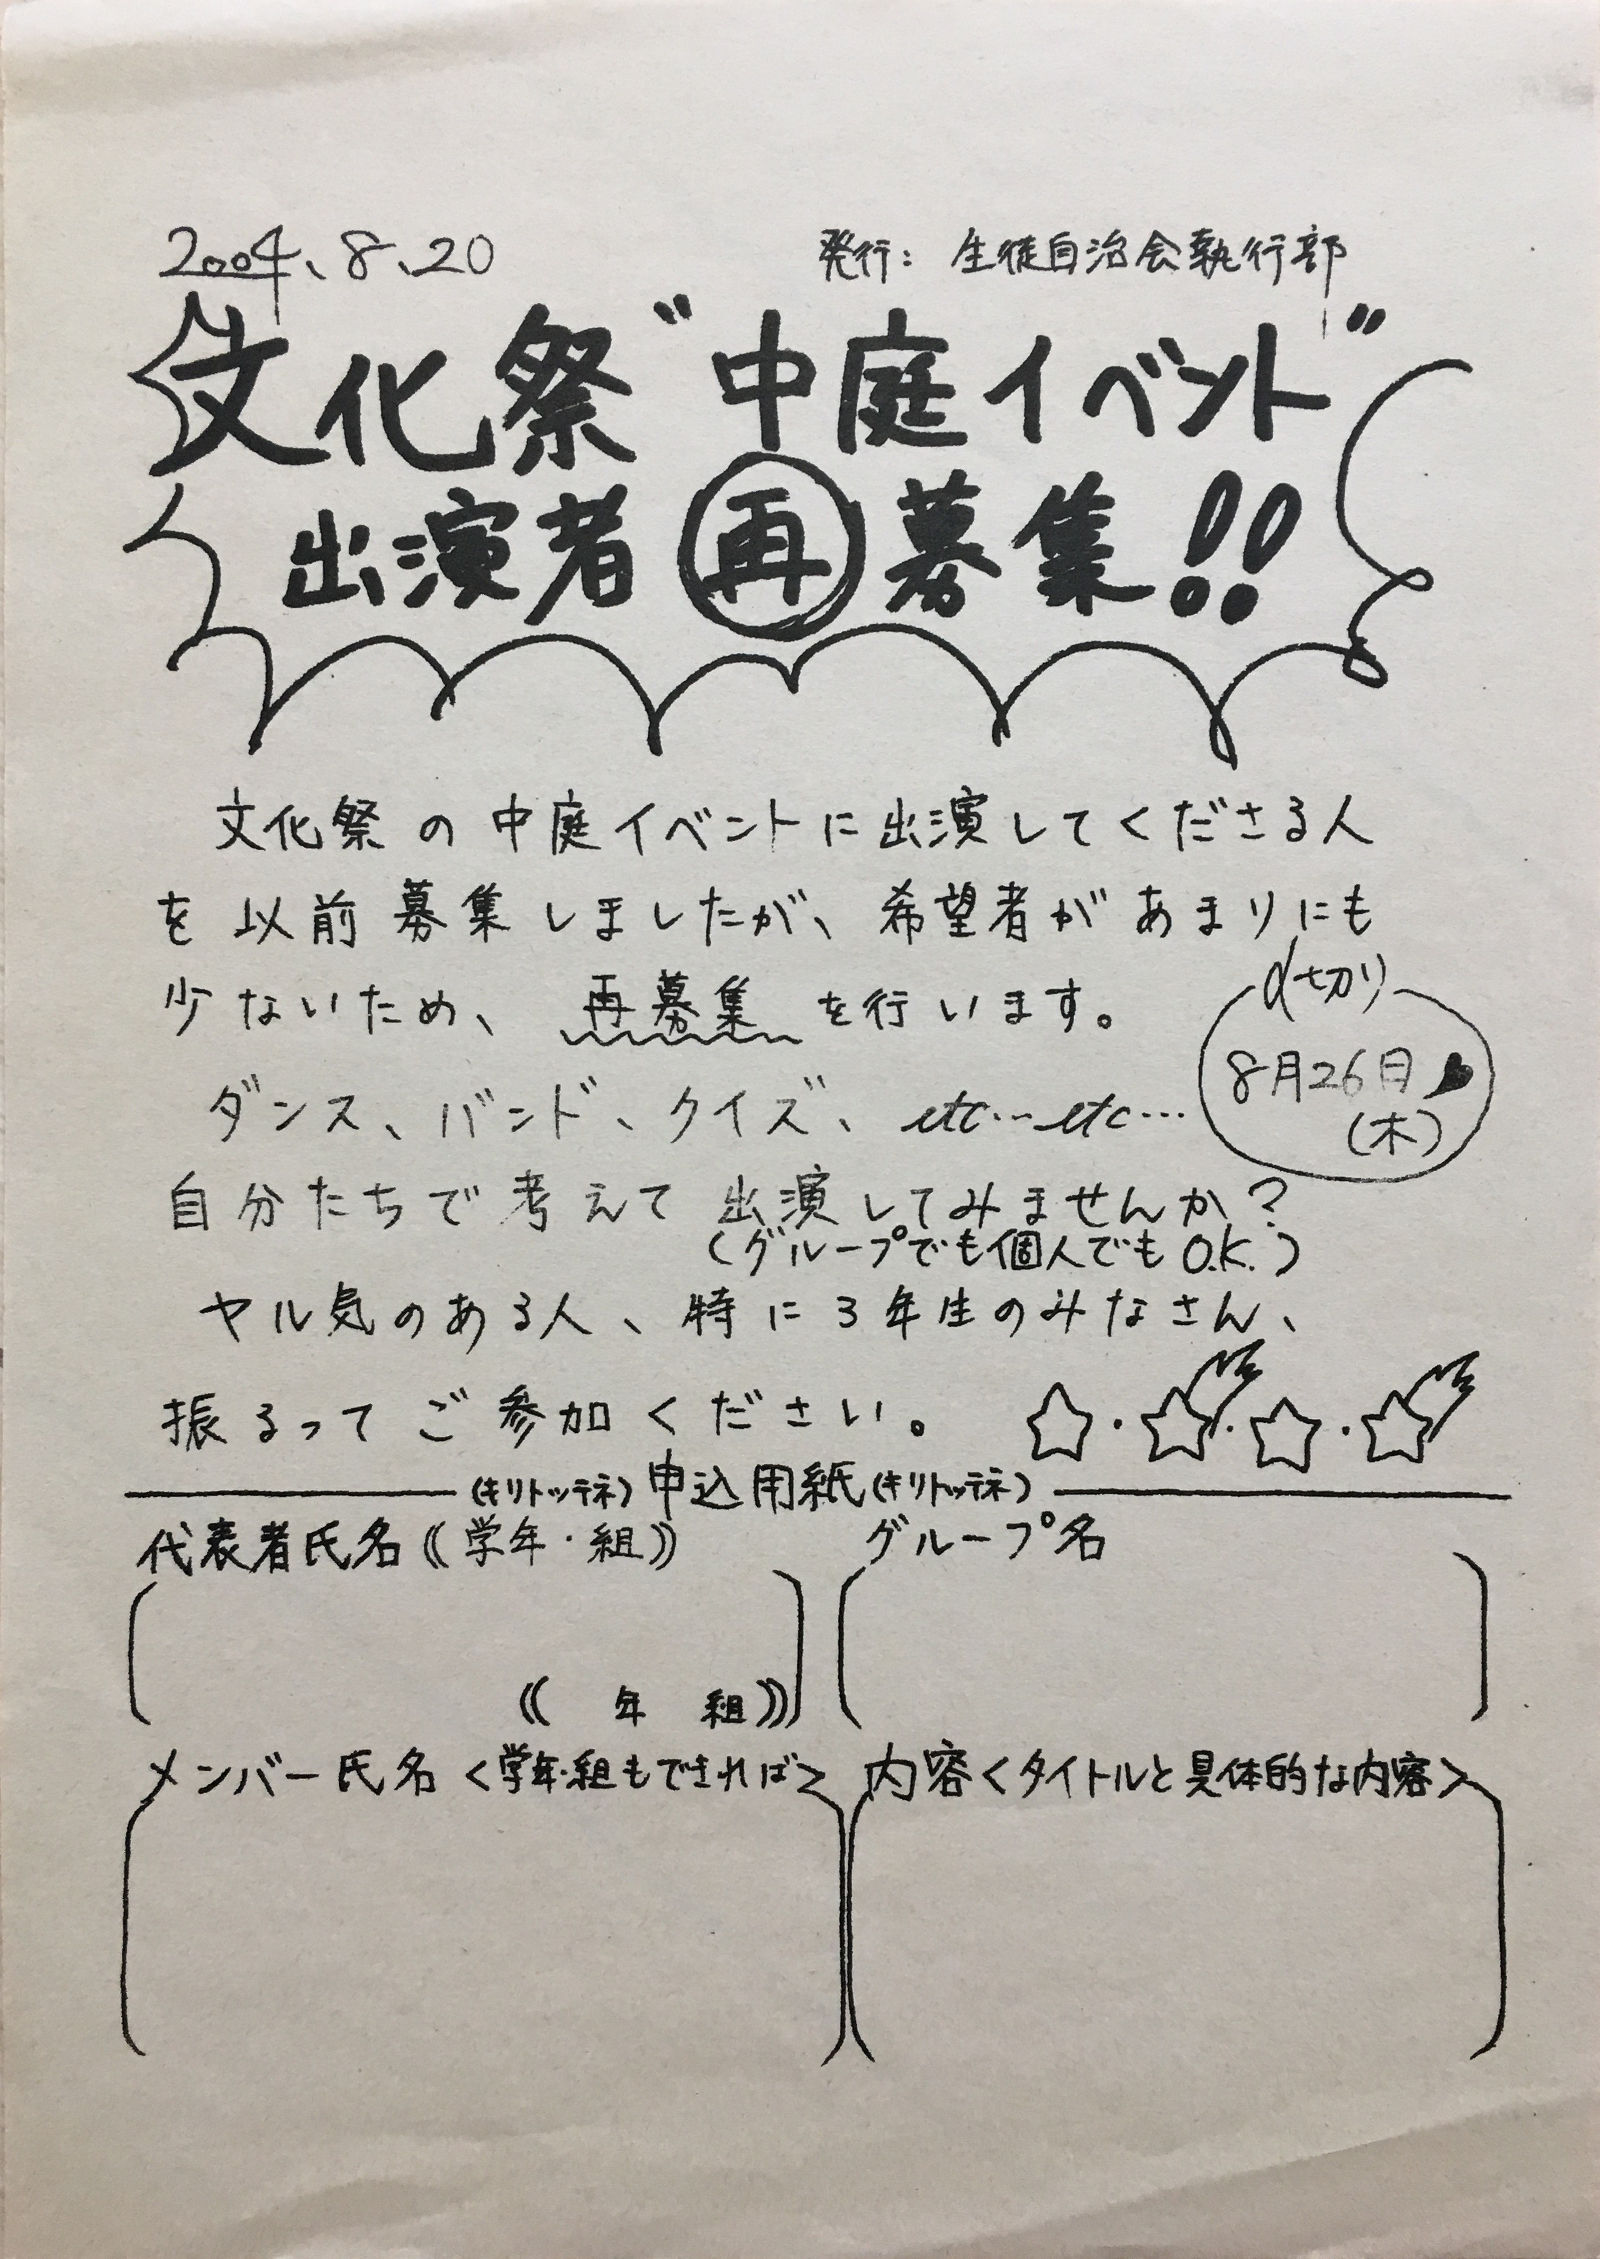 2004、8、20
発行：生徒自治会執行部
文化祭〝中庭イベント〟
出演者再募集!!
文化祭の中庭イベントに出演してくださる人
を以前募集しましたが、希望者があまりにも
少ないため、再募集を行います。
〆切り
8月26日♥
(木)
ダンス、バンド、クイズ、etc…etc…
自分たちで考えて出演してみませんか？
(グループでも個人でもO.K.)
ヤル気のある人、特に3年生のみなさん、
振るってご参加ください。 ☆・☆・☆・☆
(キリトッテネ)申込用紙(キリトッテネ)
代表者氏名《学年・組》
グループ名
《 年 組》
メンバー氏名<学年・組もできれば>
内容<タイトルと具体的な内容>